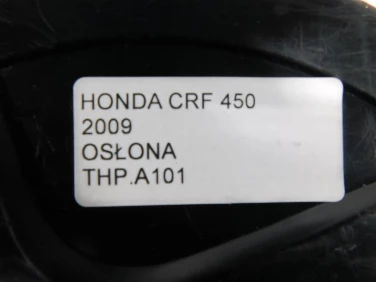 HONDA CRF 450
2009
OSŁONA
THP.A101